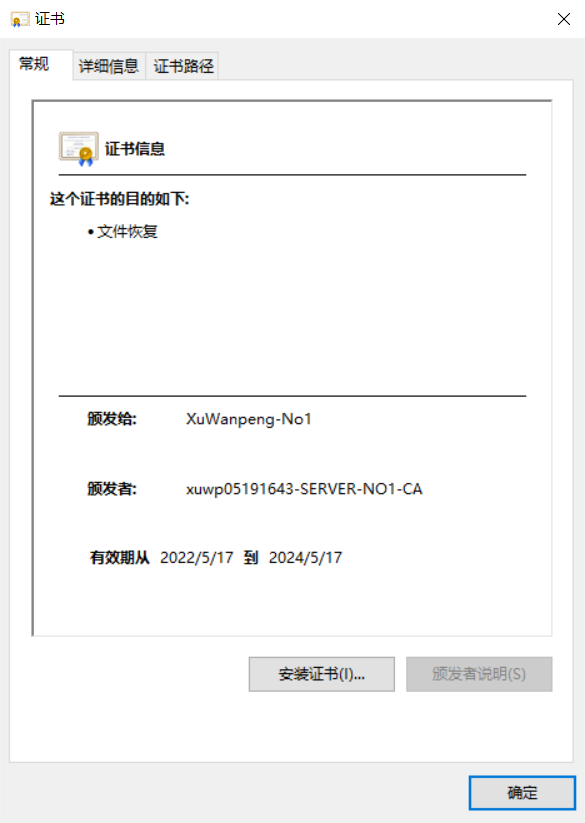 证书
常规 详细信息 证书路径
证书信息
这个证书的目的如下:
• 文件恢复
颁发给: XuWanpeng-No1
颁发者: xuwp05191643-SERVER-NO1-CA
有效期从 2022/5/17 到 2024/5/17
安装证书(I)... 颁发者说明(S)
确定